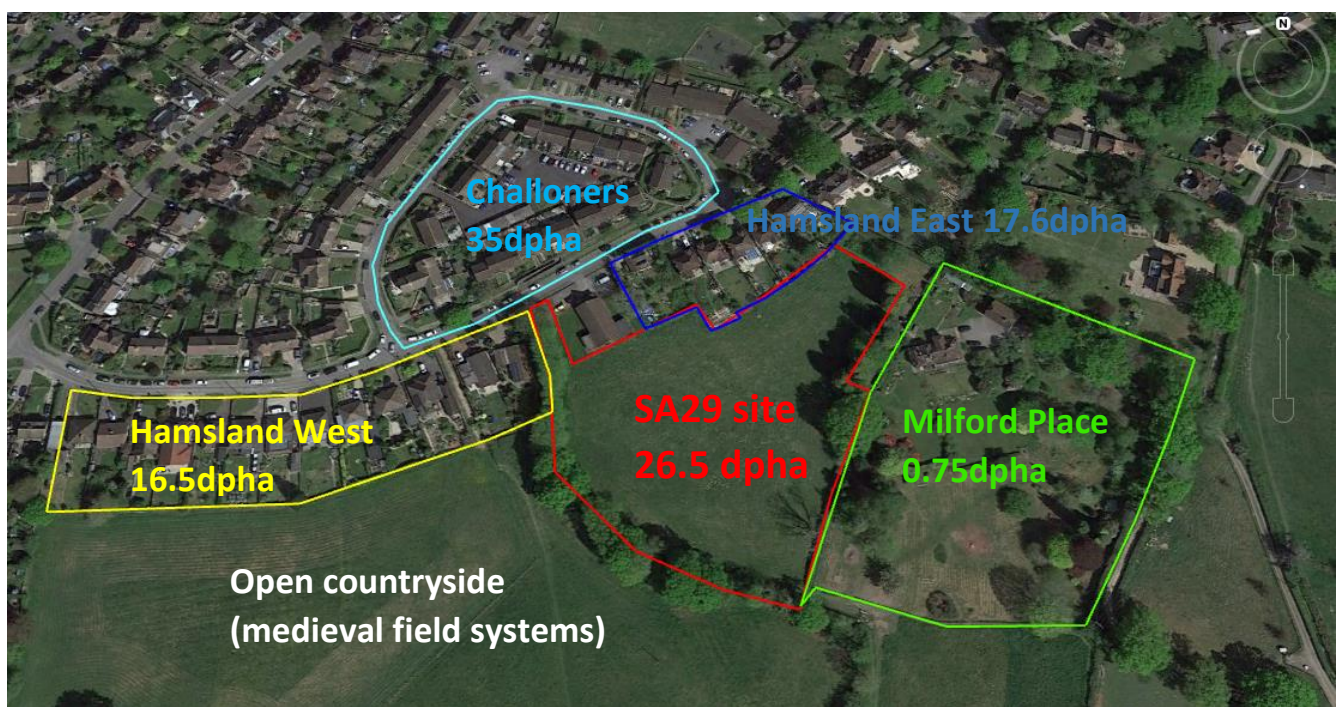 N
Challoners
35dpha
Hamsland East 17.6dpha
Hamsland West
16.5dpha
SA29 site
26.5 dpha
Milford Place
0.75dpha
Open countryside
(medieval field systems)